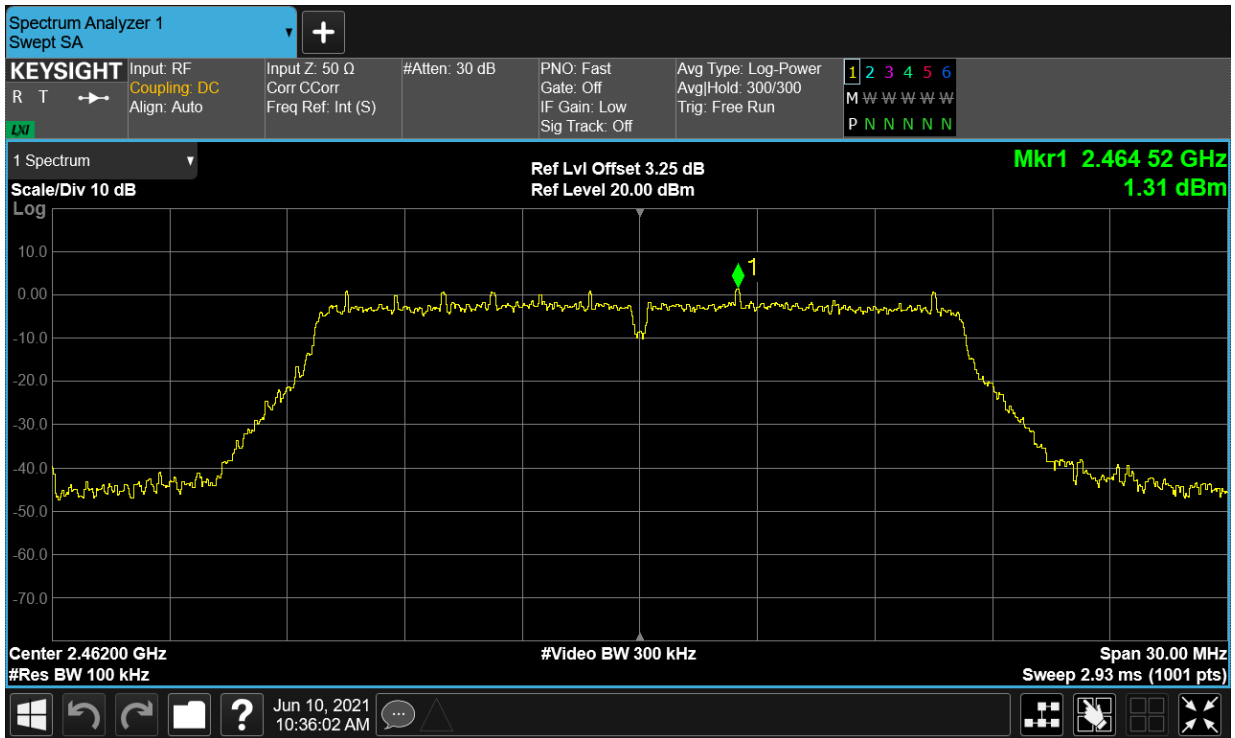 Spectrum Analyzer 1
Swept SA
KEYSIGHT
R T
LXI
Input: RF
Coupling: DC
Align: Auto
Input Z: 50 Ω
Corr CCorr
Freq Ref: Int (S)
#Atten: 30 dB
PNO: Fast
Gate: Off
IF Gain: Low
Sig Track: Off
Avg Type: Log-Power
Avg|Hold: 300/300
Trig: Free Run
1 2 3 4 5 6
M W W W W W
P N N N N N
1 Spectrum
Scale/Div 10 dB
Log
Ref Lvl Offset 3.25 dB
Ref Level 20.00 dBm
Mkr1 2.464 52 GHz
1.31 dBm
10.0
0.00
-10.0
-20.0
-30.0
-40.0
-50.0
-60.0
-70.0
1
Center 2.46200 GHz
#Res BW 100 kHz
#Video BW 300 kHz
Span 30.00 MHz
Sweep 2.93 ms (1001 pts)
?
Jun 10, 2021
10:36:02 AM